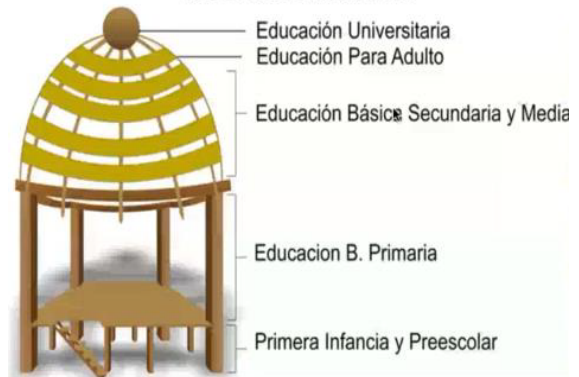 Educación Universitaria
Educación Para Adulto
Educación Básica Secundaria y Media
Educacion B. Primaria
Primera Infancia y Preescolar